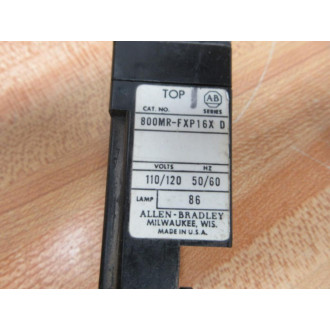 TOP AB
CAT. NO. SERIES
800MR-FXP16X D
VOLTS HZ
110/120 50/60
LAMP 86
ALLEN-BRADLEY
MILWAUKEE, WIS.
MADE IN U.S.A.